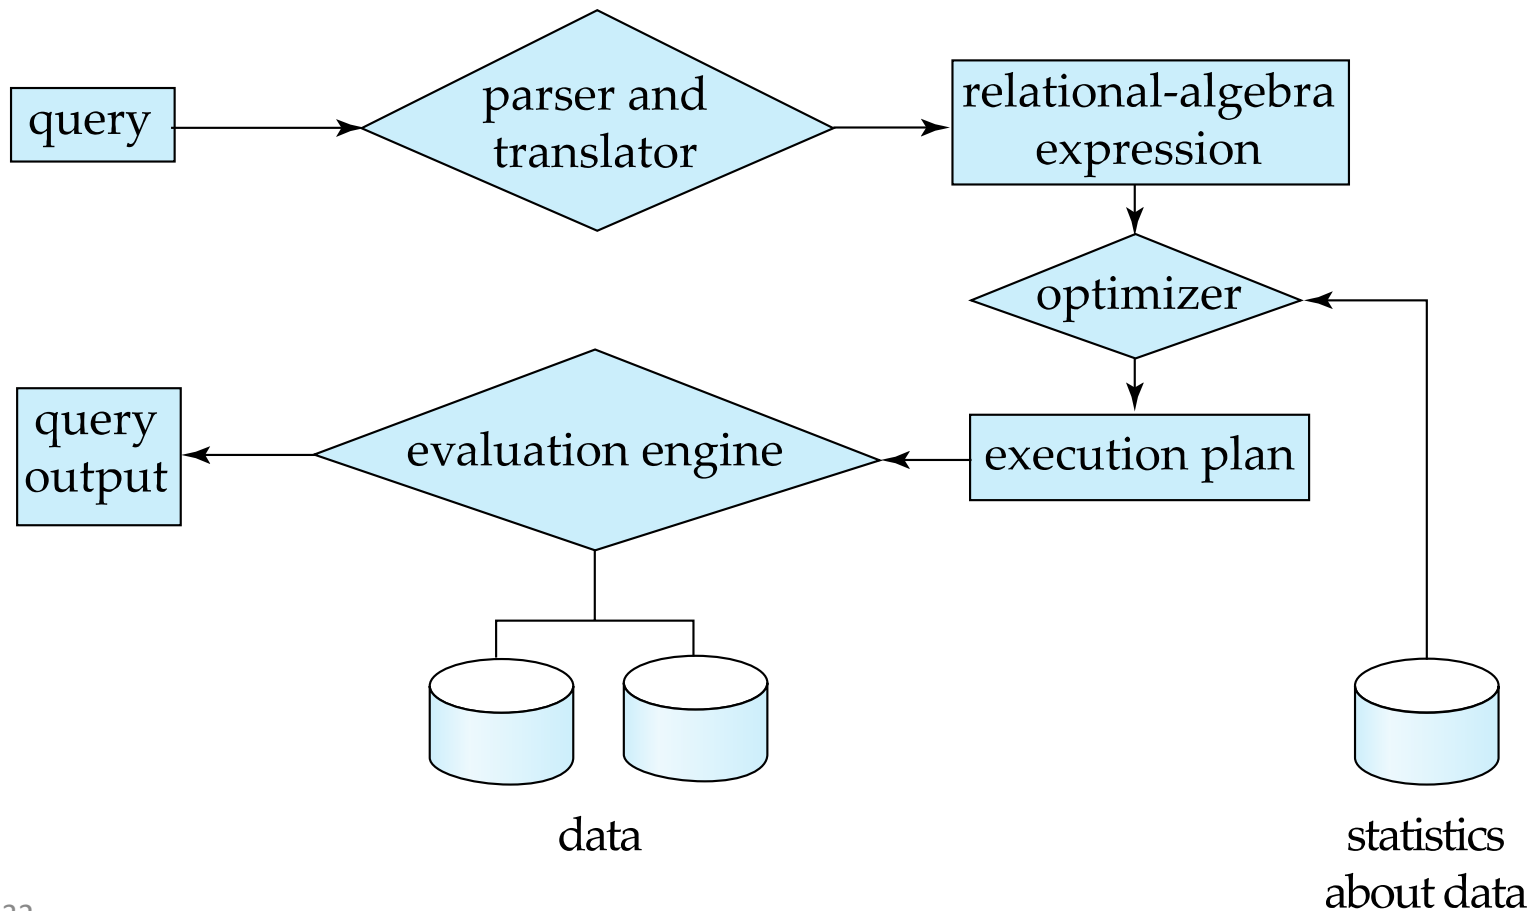 query
parser and
translator
relational-algebra
expression
optimizer
query
output
evaluation engine
execution plan
data
statistics
about data